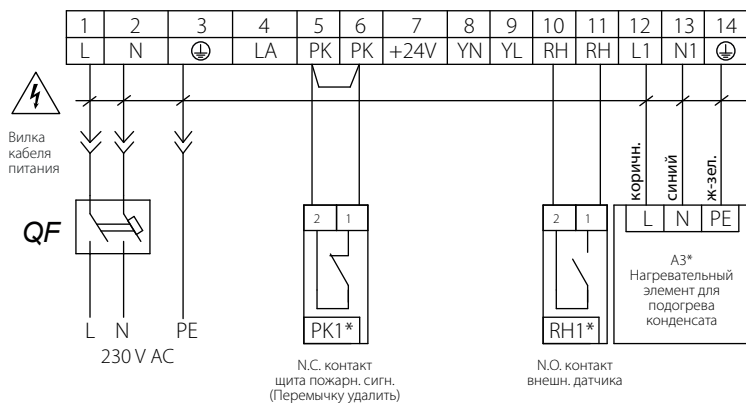 1 2 3 4 5 6 7 8 9 10 11 12 13 14
L N LA PK PK +24V YN YL RH RH L1 N1
Вилка
кабеля
питания
коричн.
синий
ж-зел.
QF
2 1
2 1
L N PE
PK1*
RH1*
A3*
Нагревательный
элемент для
подогрева
конденсата
L N PE
230 V AC
N.C. контакт
щита пожарн. сигн.
(Перемычку удалить)
N.O. контакт
внешн. датчика